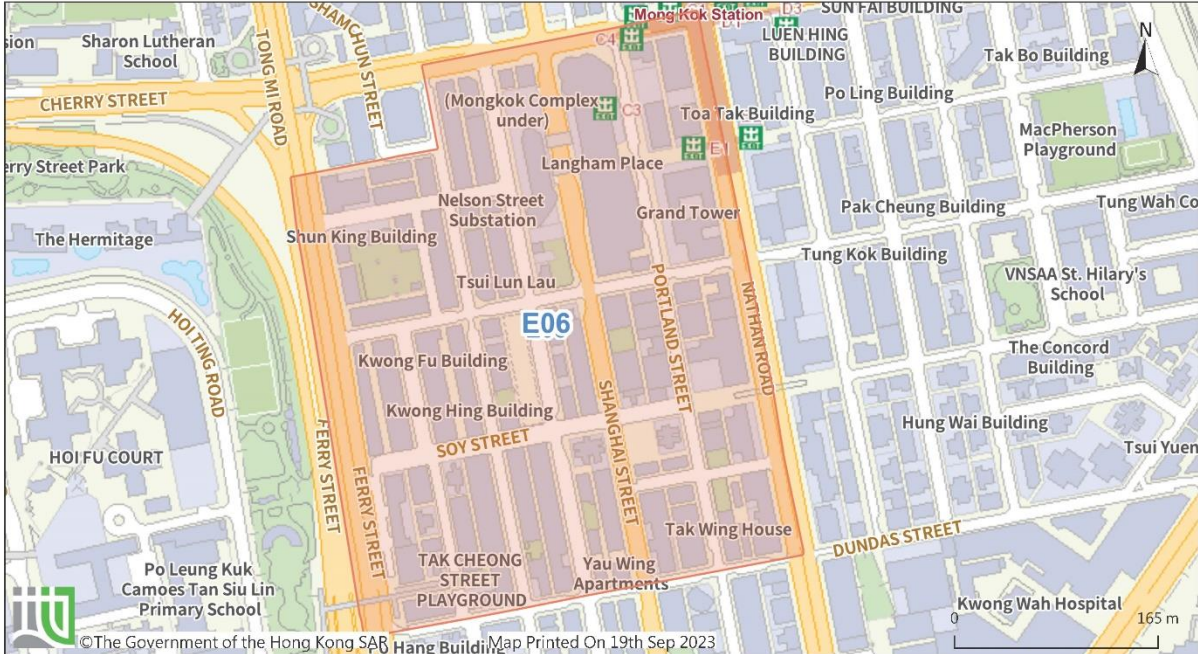 Mong Kok Station
D3
D1
SUN FAI BUILDING
Sharon Lutheran
School
TONG MI ROAD
SHAMCHUN STREET
C4
LUEN HING
BUILDING
N
Tak Bo Building
CHERRY STREET
(Mongkok Complex
under)
C3
Toa Tak Building
Po Ling Building
MacPherson
Playground
E1
erry Street Park
Langham Place
Nelson Street
Substation
Grand Tower
Pak Cheung Building
Tung Wah Co
The Hermitage
Shun King Building
Tung Kok Building
Tsui Lun Lau
PORTLAND STREET
NATHAN ROAD
VNSAA St. Hilary's
School
HOI TING ROAD
E06
Kwong Fu Building
The Concord
Building
Kwong Hing Building
SHANGHAI STREET
Hung Wai Building
SOY STREET
Tsui Yuen
HOI FU COURT
FERRY STREET
FERRY STREET
Tak Wing House
DUNDAS STREET
TAK CHEONG
STREET
PLAYGROUND
Yau Wing
Apartments
Po Leung Kuk
Camoes Tan Siu Lin
Primary School
Kwong Wah Hospital
0
165 m
©The Government of the Hong Kong SAR
Map Printed On 19th Sep 2023
Po Hang Building